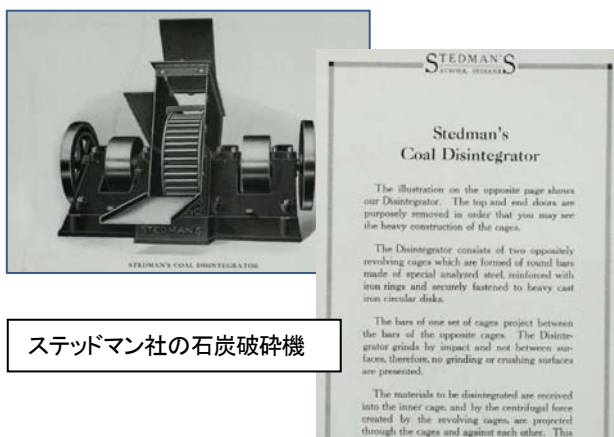 STEDMANS
STEDMAN'S COAL DISINTEGRATOR
ステッドマン社の石炭破砕機
STEDMAN'S
AURORA, INDIANA
Stedman's
Coal Disintegrator
The illustration on the opposite page shows
our Disintegrator. The top and end doors are
purposely removed in order that you may see
the heavy construction of the cages.
The Disintegrator consists of two oppositely
revolving cages which are formed of round bars
made of special analyzed steel, reinforced with
iron rings and securely fastened to heavy cast
iron circular disks.
The bars of one set of cages project between
the bars of the opposite cages. The Disinte-
grator grinds by impact and not between sur-
faces, therefore, no grinding or crushing surfaces
are presented.
The materials to be disintegrated are received
into the inner cage, and by the centrifugal force
created by the revolving cages, are projected
through the cages and against each other. This